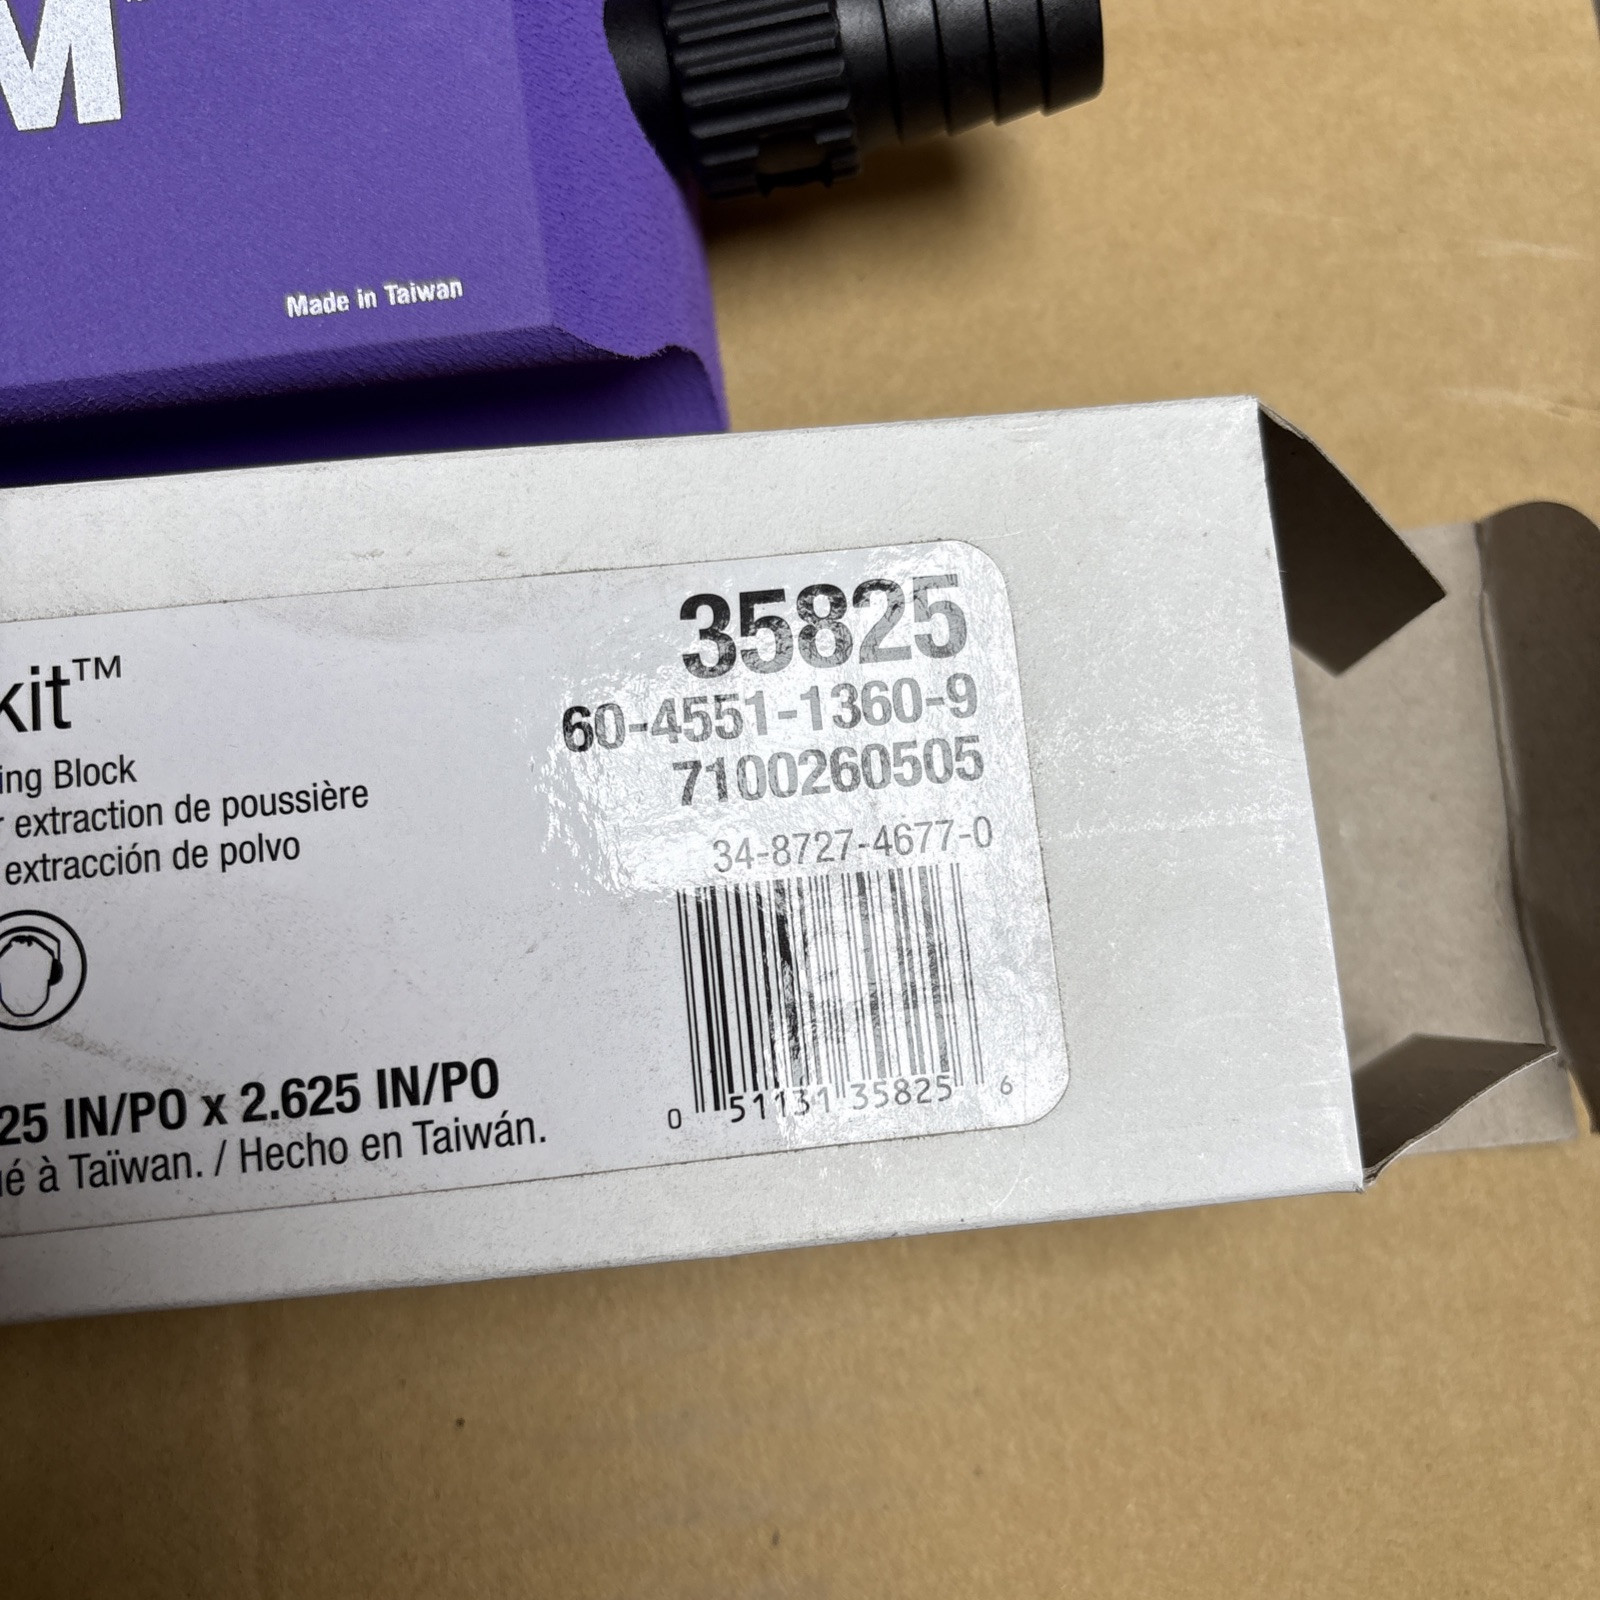 M
Made in Taiwan
35825
60-4551-1360-9
7100260505
34-8727-4677-0
kit™
ing Block
r extraction de poussière
extracción de polvo
25 IN/PO x 2.625 IN/PO
é à Taïwan. / Hecho en Taiwán.
0 51131 35825 6